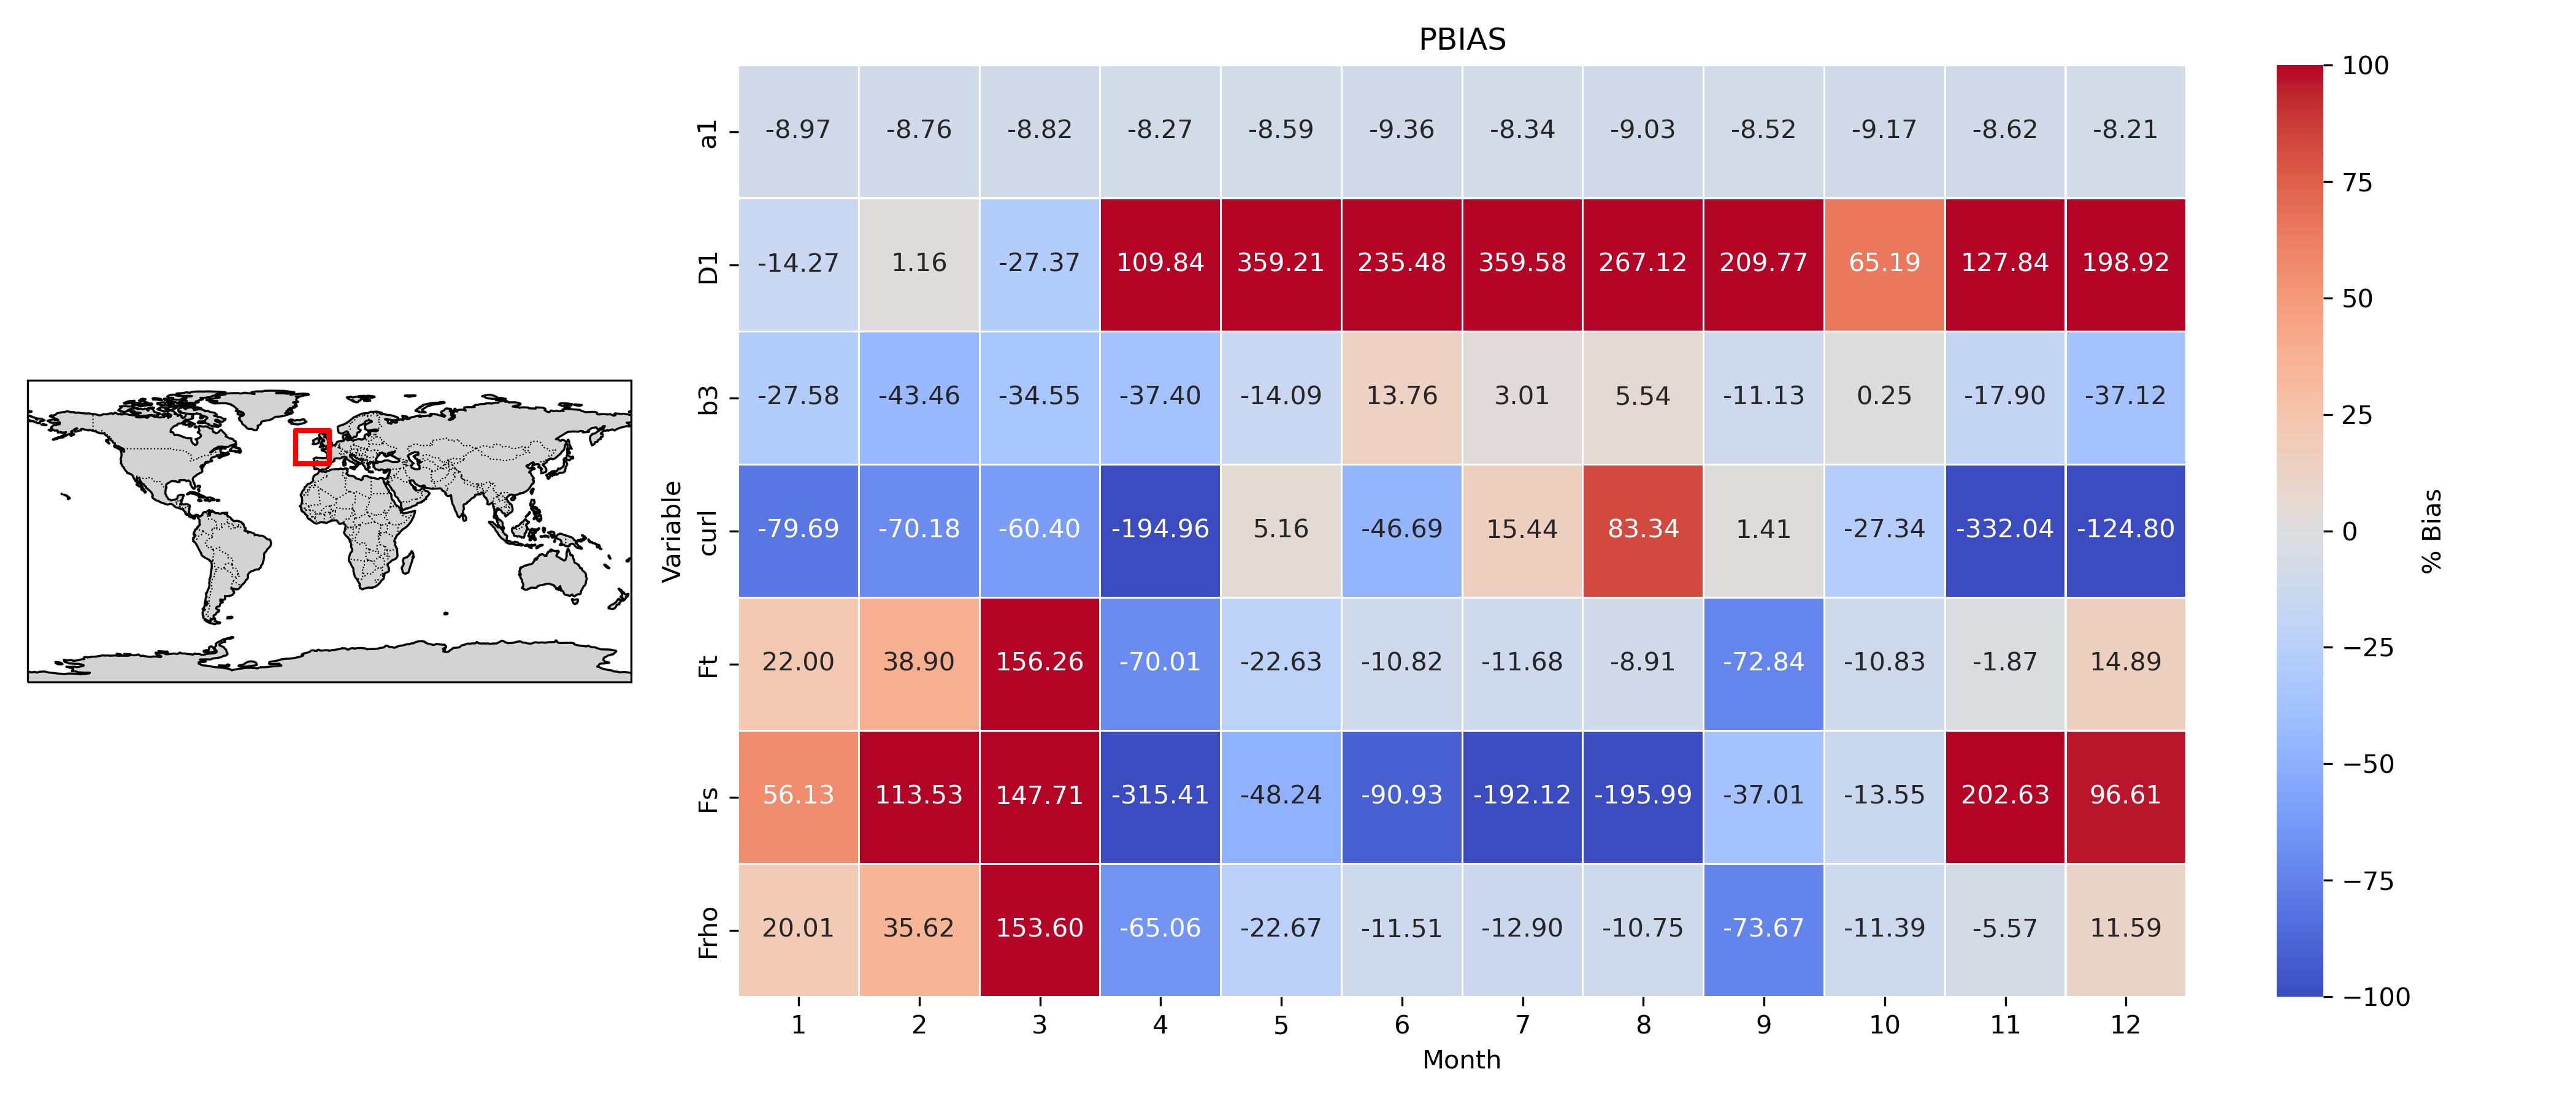 PBIAS
a1 -8.97 -8.76 -8.82 -8.27 -8.59 -9.36 -8.34 -9.03 -8.52 -9.17 -8.62 -8.21
D1 -14.27 1.16 -27.37 109.84 359.21 235.48 359.58 267.12 209.77 65.19 127.84 198.92
b3 -27.58 -43.46 -34.55 -37.40 -14.09 13.76 3.01 5.54 -11.13 0.25 -17.90 -37.12
Variable
curl -79.69 -70.18 -60.40 -194.96 5.16 -46.69 15.44 83.34 1.41 -27.34 -332.04 -124.80
Ft 22.00 38.90 156.26 -70.01 -22.63 -10.82 -11.68 -8.91 -72.84 -10.83 -1.87 14.89
Fs 56.13 113.53 147.71 -315.41 -48.24 -90.93 -192.12 -195.99 -37.01 -13.55 202.63 96.61
Frho 20.01 35.62 153.60 -65.06 -22.67 -11.51 -12.90 -10.75 -73.67 -11.39 -5.57 11.59
1 2 3 4 5 6 7 8 9 10 11 12
Month
100
75
50
25
0
−25
−50
−75
−100
% Bias